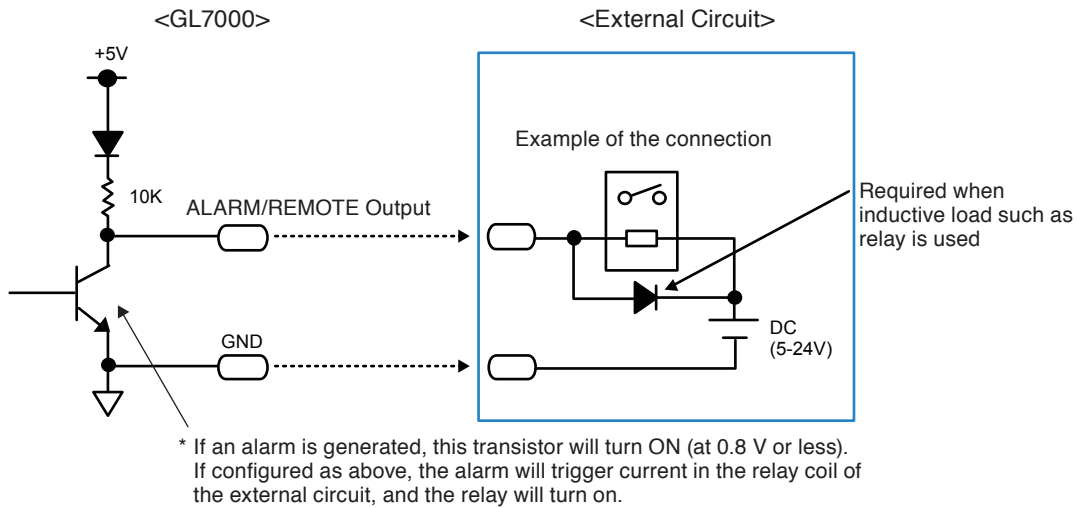 <GL7000>
<External Circuit>
+5V
Example of the connection
10K
ALARM/REMOTE Output
Required when
inductive load such as
relay is used
GND
DC
(5-24V)
* If an alarm is generated, this transistor will turn ON (at 0.8 V or less).
If configured as above, the alarm will trigger current in the relay coil of
the external circuit, and the relay will turn on.